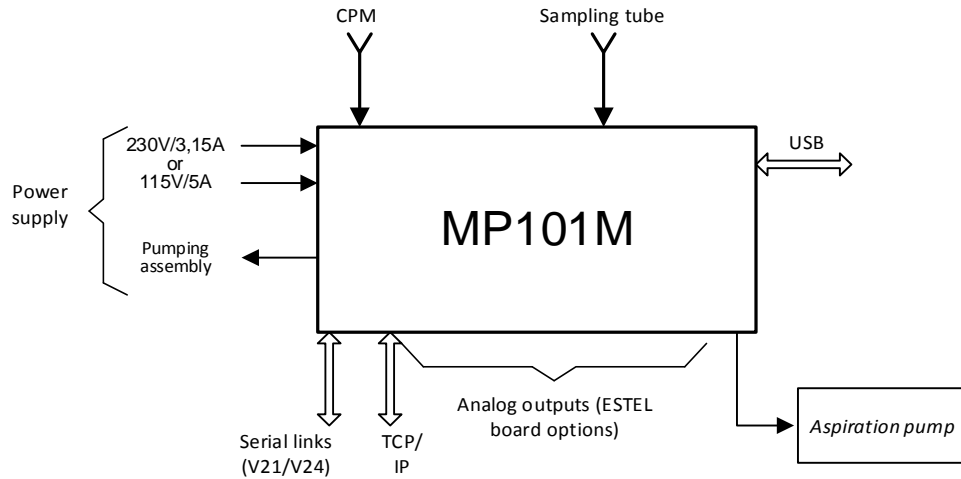 CPM
Sampling tube
230V/3,15A
or
115V/5A
USB
Power
supply
MP101M
Pumping
assembly
Analog outputs (ESTEL
board options)
Aspiration pump
Serial links
(V21/V24)
TCP/
IP